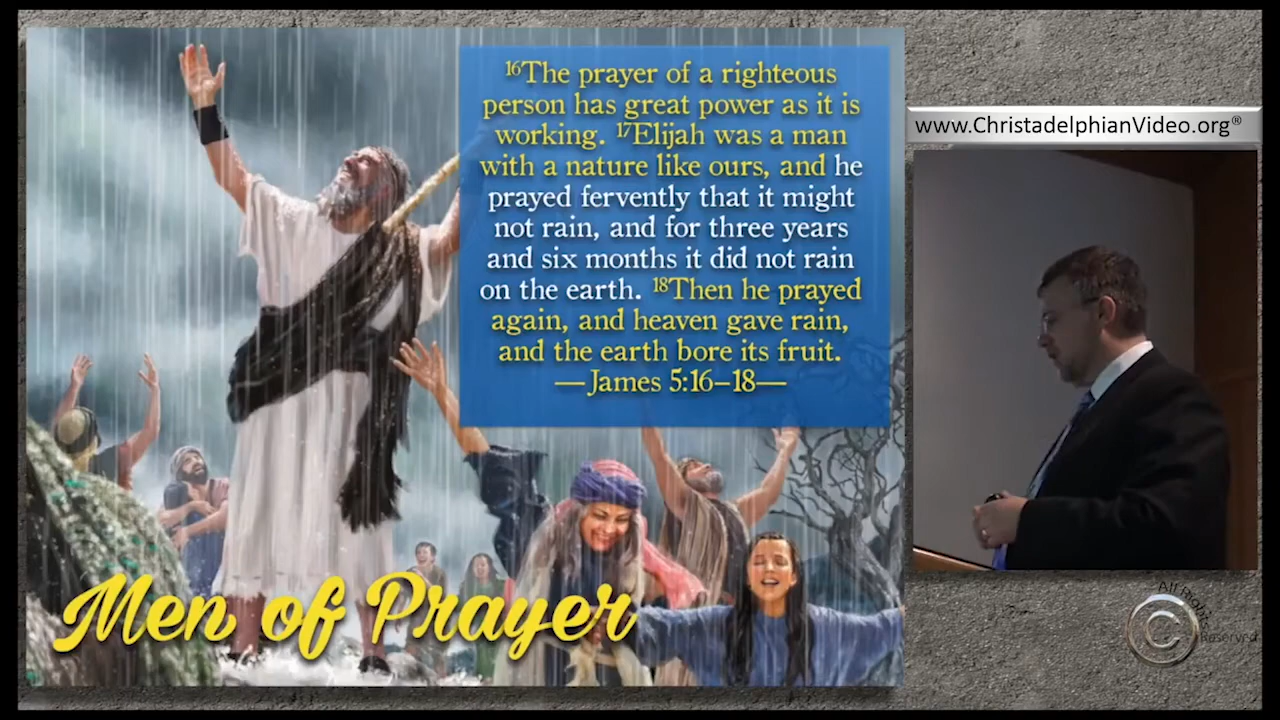 ¹⁶The prayer of a righteous
person has great power as it is
working. ¹⁷Elijah was a man
with a nature like ours, and he
prayed fervently that it might
not rain, and for three years
and six months it did not rain
on the earth. ¹⁸Then he prayed
again, and heaven gave rain,
and the earth bore its fruit.
—James 5:16–18—
Men of Prayer
www.ChristadelphianVideo.org®
All Rights
©
Reserved